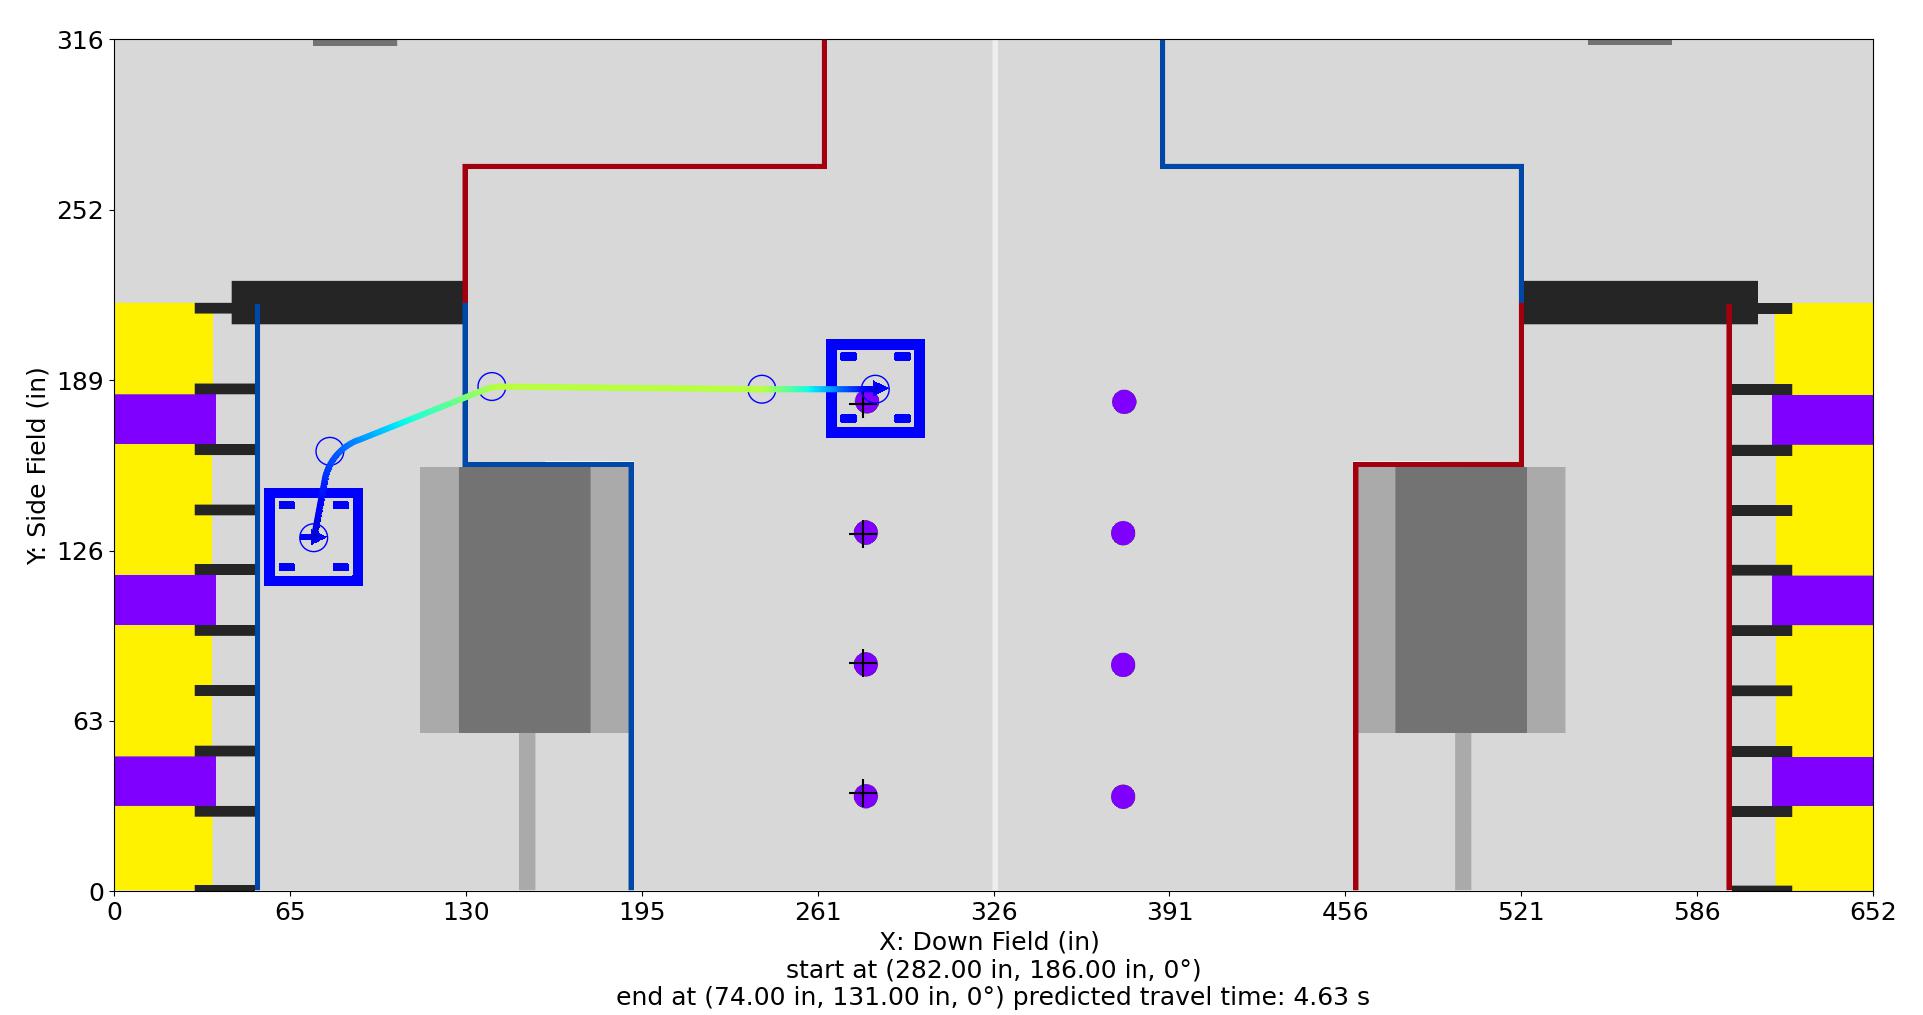 316
252
189
126
63
0
Y: Side Field (in)
0 65 130 195 261 326 391 456 521 586 652
X: Down Field (in)
start at (282.00 in, 186.00 in, 0°)
end at (74.00 in, 131.00 in, 0°) predicted travel time: 4.63 s